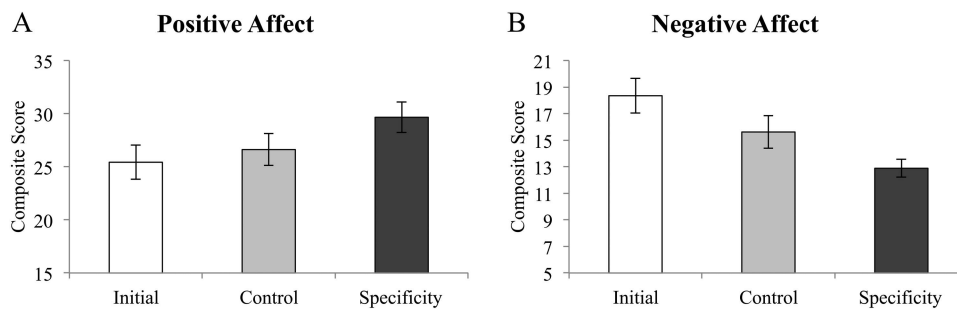 A
Positive Affect
Composite Score
35
30
25
20
15
Initial
Control
Specificity
B
Negative Affect
Composite Score
21
19
17
15
13
11
9
7
5
Initial
Control
Specificity